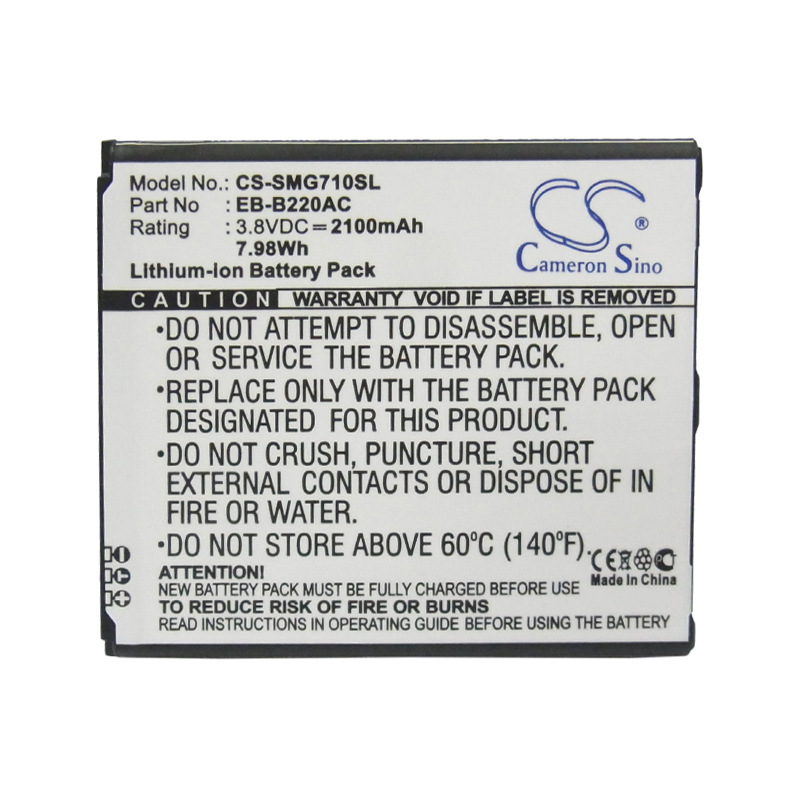 Model No.: CS-SMG710SL
Part No : EB-B220AC
Rating : 3.8VDC⎓2100mAh
7.98Wh
Lithium-ion Battery Pack
CS®
Cameron Sino
CAUTION WARRANTY VOID IF LABEL IS REMOVED
•DO NOT ATTEMPT TO DISASSEMBLE, OPEN
OR SERVICE THE BATTERY PACK.
•REPLACE ONLY WITH THE BATTERY PACK
DESIGNATED FOR THIS PRODUCT.
•DO NOT CRUSH, PUNCTURE, SHORT
EXTERNAL CONTACTS OR DISPOSE OF
IN FIRE OR WATER.
•DO NOT STORE ABOVE 60ºC (140ºF).
CE
Made In China
ATTENTION!
NEW BATTERY PACK MUST BE FULLY CHARGED BEFORE USE
TO REDUCE RISK OF FIRE OR BURNS
READ INSTRUCTIONS IN OPERATING GUIDE BEFORE USING THE BATTERY